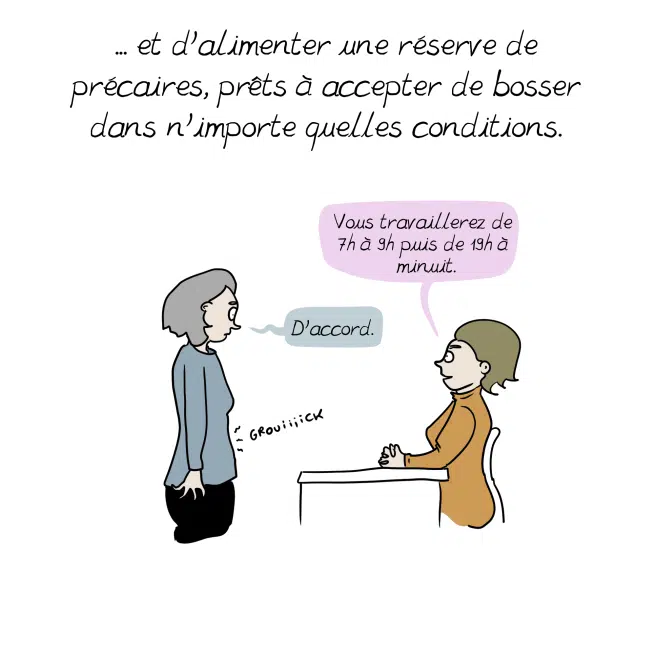 ... et d'alimenter une réserve de
précaires, prêts à accepter de bosser
dans n'importe quelles conditions.
Vous travaillerez de
7h à 9h puis de 19h à
minuit.
D'accord.
GROUiiiiCK